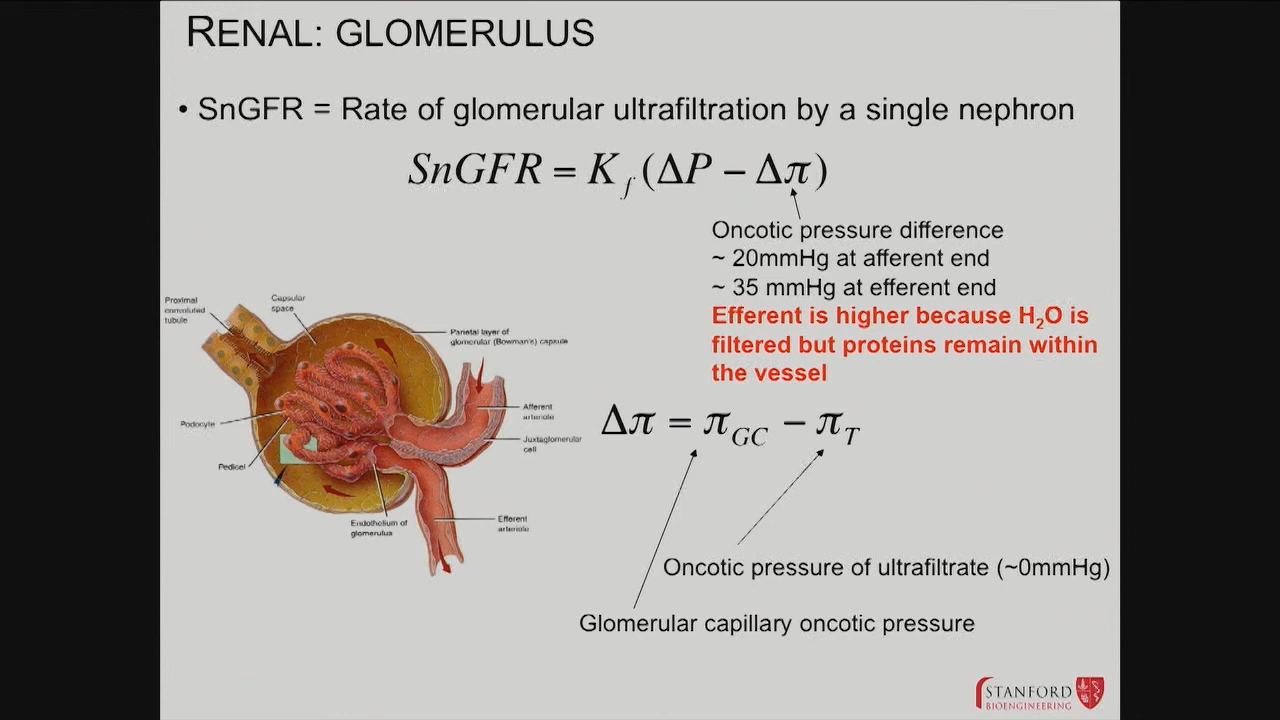 RENAL: GLOMERULUS
• SnGFR = Rate of glomerular ultrafiltration by a single nephron
SnGFR = K_f (ΔP − Δπ)
Oncotic pressure difference
~ 20mmHg at afferent end
~ 35 mmHg at efferent end
Efferent is higher because H₂O is
filtered but proteins remain within
the vessel
Proximal
convoluted
tubule
Capsular
space
Parietal layer of
glomerular (Bowman's) capsule
Afferent
arteriole
Juxtaglomerular
cell
Podocyte
Pedicel
Endothelium of
glomerulus
Efferent
arteriole
Δπ = π_GC − π_T
Oncotic pressure of ultrafiltrate (~0mmHg)
Glomerular capillary oncotic pressure
STANFORD
BIOENGINEERING